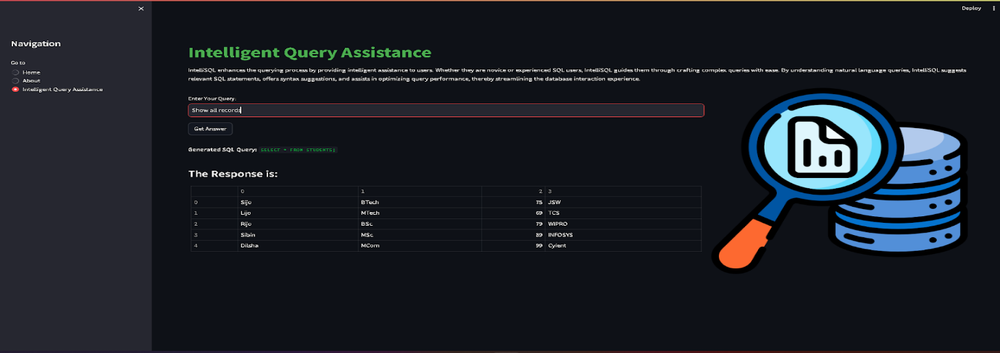 ×
Deploy
Navigation
Go to
Home
About
Intelligent Query Assistance
Intelligent Query Assistance
IntelliSQL enhances the querying process by providing intelligent assistance to users. Whether they are novice or experienced SQL users, IntelliSQL guides them through crafting complex queries with ease. By understanding natural language queries, IntelliSQL suggests
relevant SQL statements, offers syntax suggestions, and assists in optimizing query performance, thereby streamlining the database interaction experience.
Enter Your Query:
Show all records
Get Answer
Generated SQL Query: SELECT * FROM STUDENTS;
The Response is:
0 1 2 3
0 Sijo BTech 75 JSW
1 Lijo MTech 69 TCS
2 Rijo BSc 79 WIPRO
3 Sibin MSc 89 INFOSYS
4 Dilsha MCom 99 Cyient